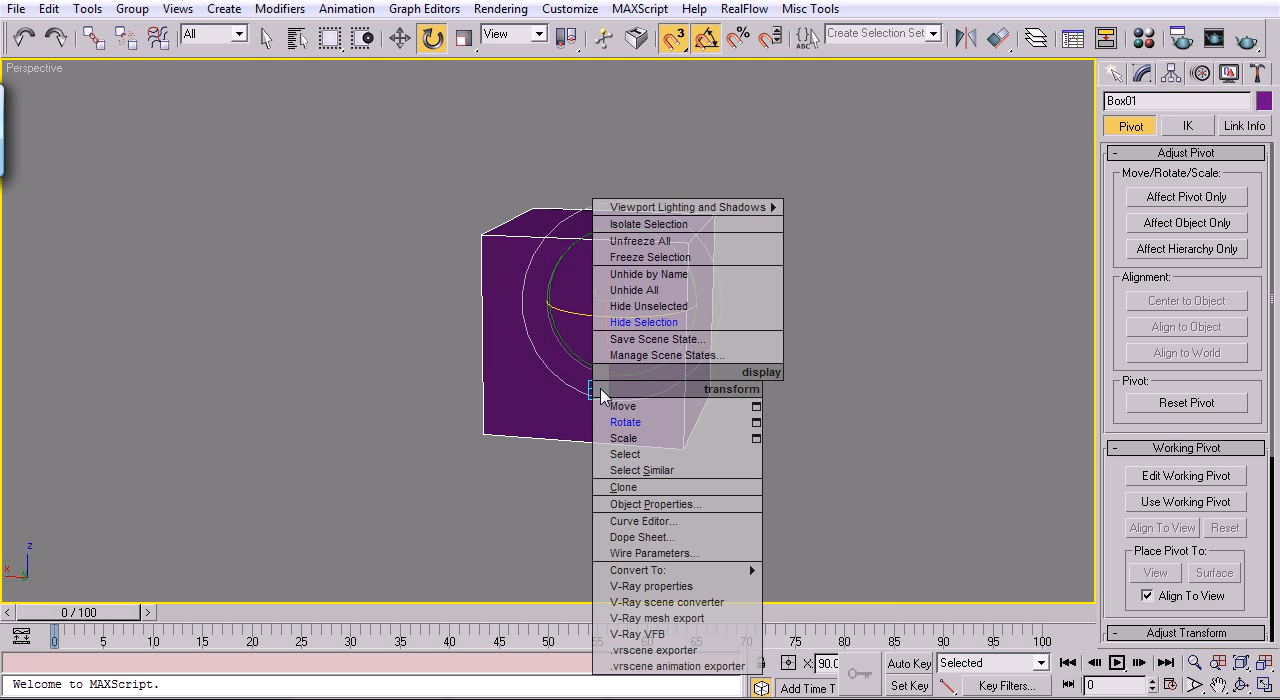 File Edit Tools Group Views Create Modifiers Animation Graph Editors Rendering Customize MAXScript Help RealFlow Misc Tools
All View 3 % ABC Create Selection Set
Perspective
Box01
Pivot IK Link Info
- Adjust Pivot
Move/Rotate/Scale:
Affect Pivot Only
Affect Object Only
Affect Hierarchy Only
Alignment:
Center to Object
Align to Object
Align to World
Pivot:
Reset Pivot
- Working Pivot
Edit Working Pivot
Use Working Pivot
Align To View Reset
Place Pivot To:
View Surface
Align To View
- Adjust Transform
Viewport Lighting and Shadows
Isolate Selection
Unfreeze All
Freeze Selection
Unhide by Name
Unhide All
Hide Unselected
Hide Selection
Save Scene State...
Manage Scene States...
display
transform
Move
Rotate
Scale
Select
Select Similar
Clone
Object Properties...
Curve Editor...
Dope Sheet...
Wire Parameters...
Convert To:
V-Ray properties
V-Ray scene converter
V-Ray mesh export
V-Ray VFB
.vrscene exporter
.vrscene animation exporter
z
x y
< 0 / 100 >
0 5 10 15 20 25 30 35 40 45 50 55 65 70 75 80 85 90 95 100
X: 90.0 Auto Key Selected
Welcome to MAXScript.
Add Time T Set Key Key Filters... 0